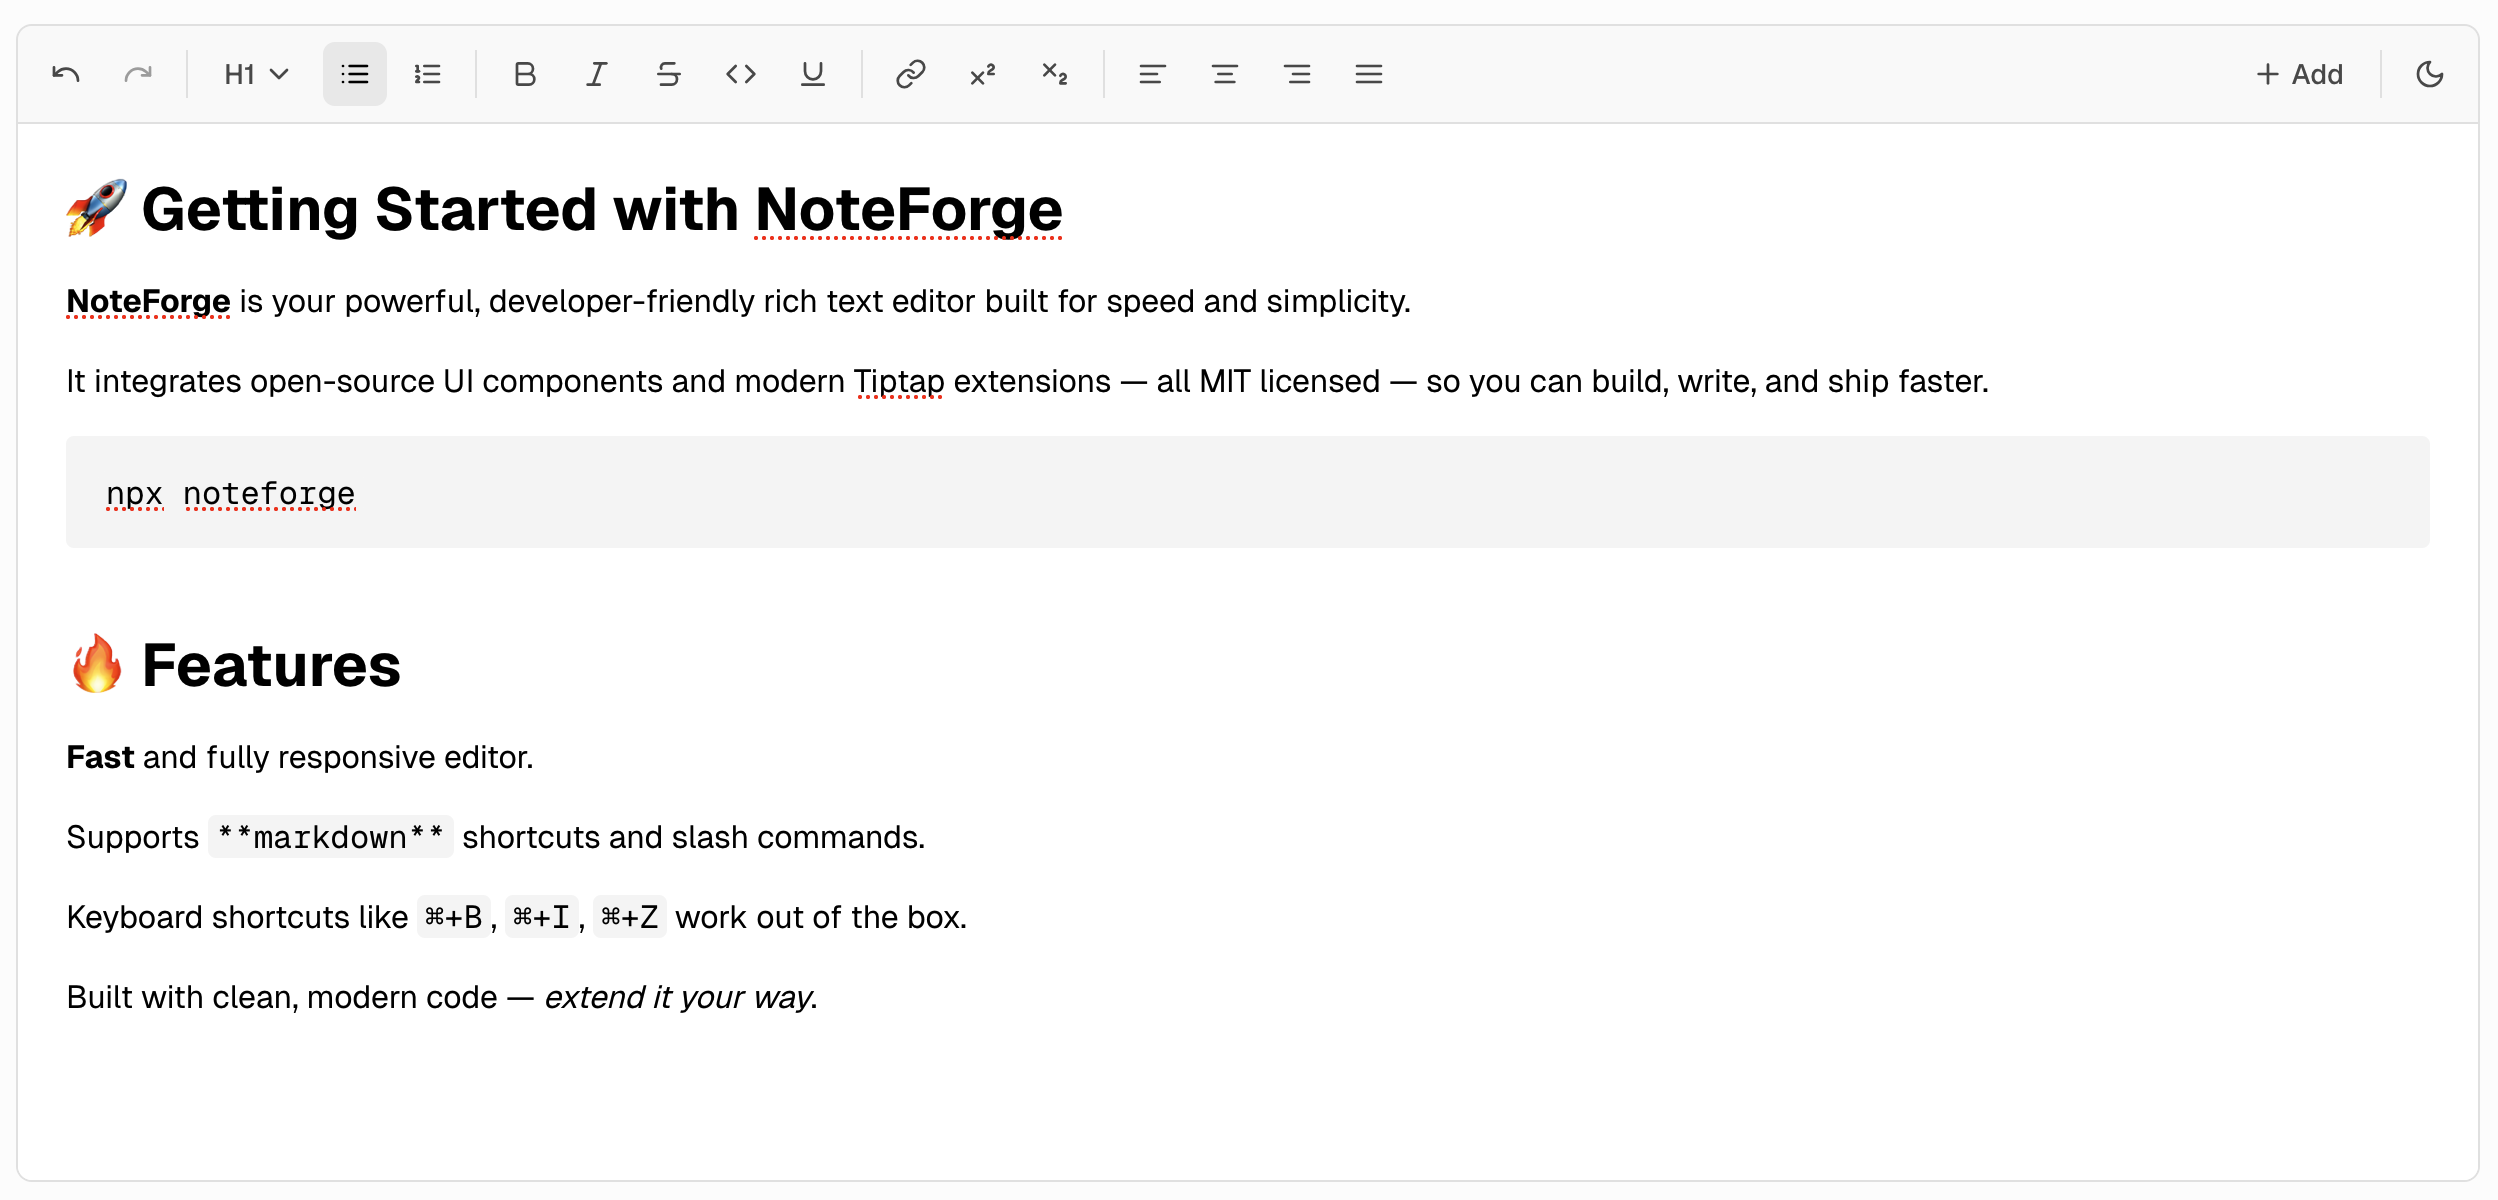 H1
Add
🚀 Getting Started with NoteForge
NoteForge is your powerful, developer-friendly rich text editor built for speed and simplicity.
It integrates open-source UI components and modern Tiptap extensions — all MIT licensed — so you can build, write, and ship faster.
npx noteforge
🔥 Features
Fast and fully responsive editor.
Supports **markdown** shortcuts and slash commands.
Keyboard shortcuts like ⌘+B, ⌘+I, ⌘+Z work out of the box.
Built with clean, modern code — extend it your way.